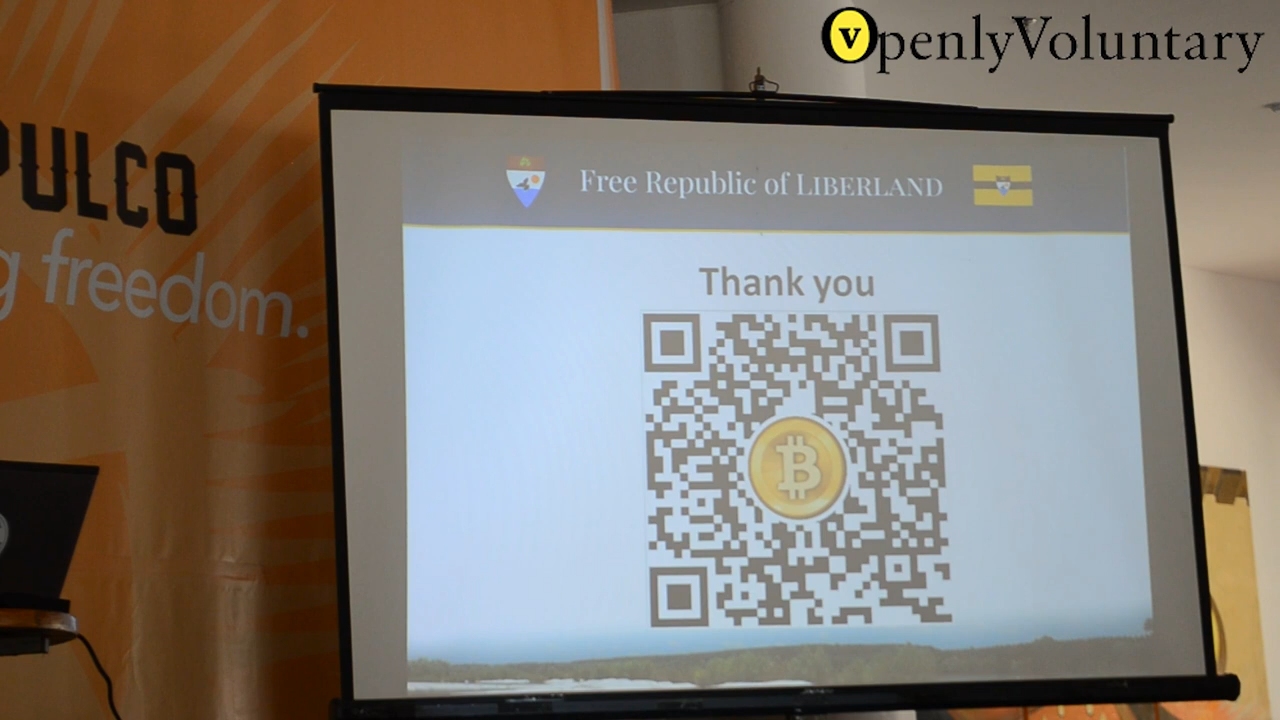 OpenlyVoluntary
PULCO
g freedom.
Free Republic of LIBERLAND
Thank you